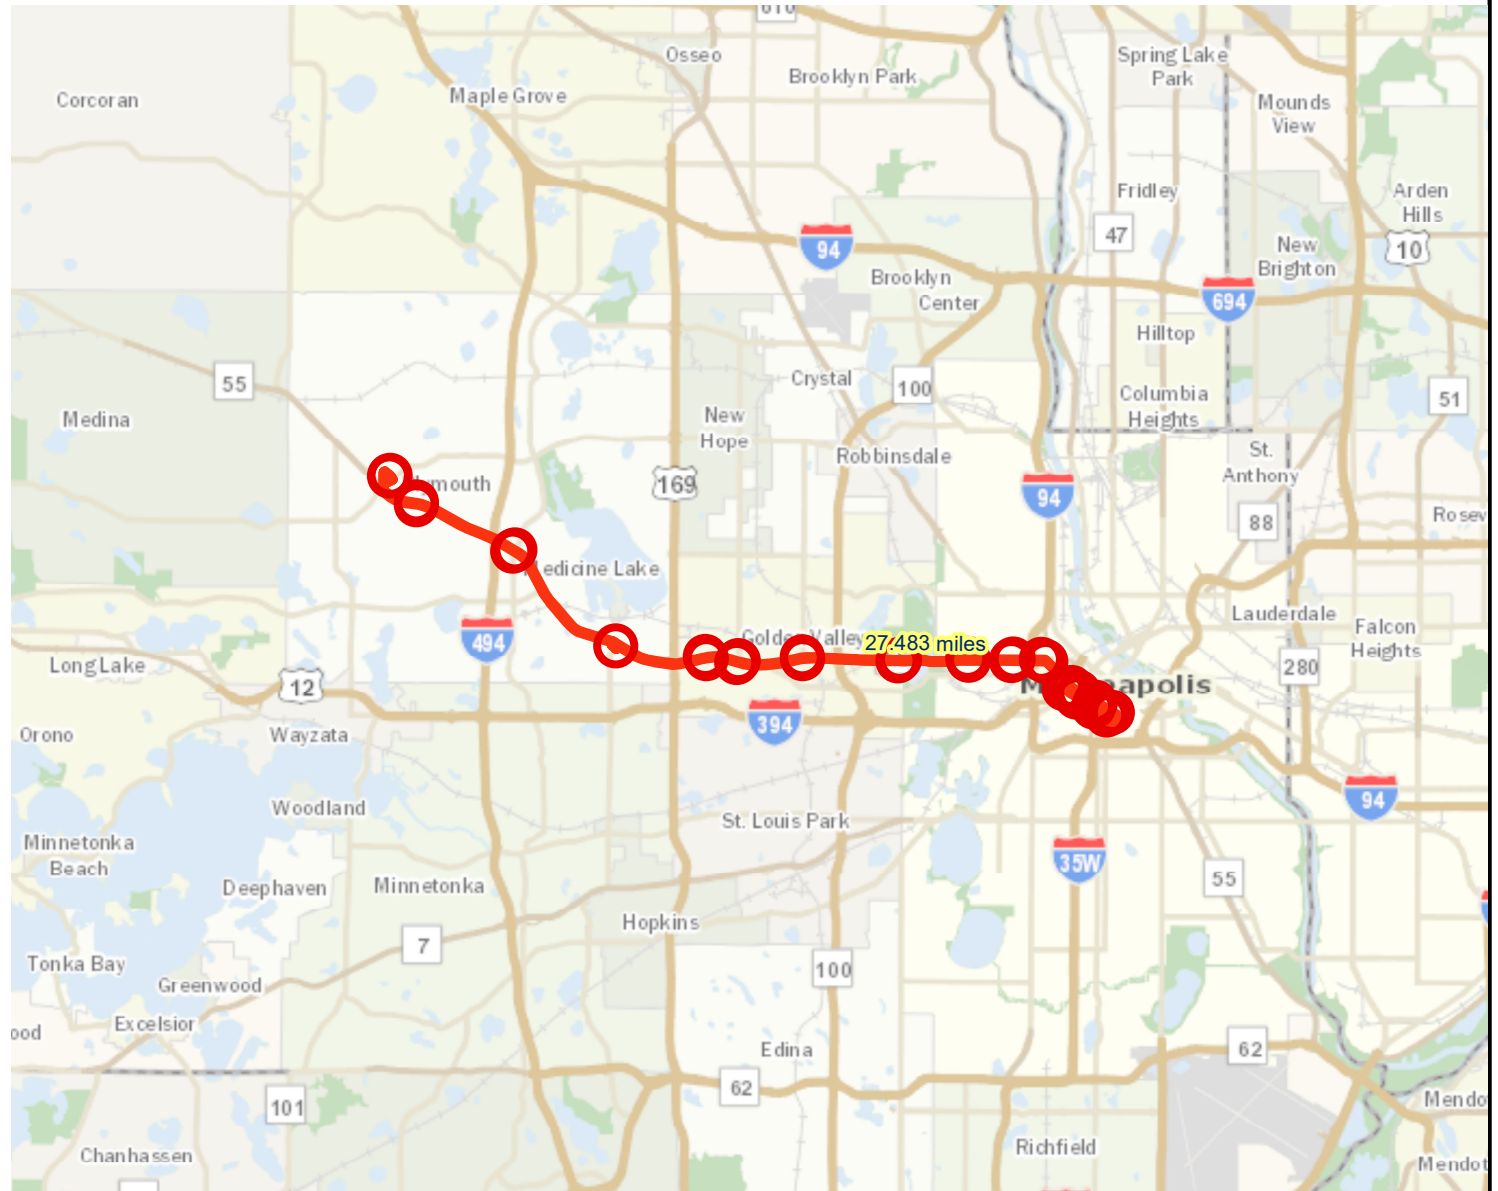 610
Osseo
Spring Lake
Park
Brooklyn Park
Maple Grove
Corcoran
Mounds
View
Fridley
Arden
Hills
47
94
10
New
Brighton
Brooklyn
Center
694
Hilltop
55
Crystal
100
Columbia
Heights
51
Medina
New
Hope
Robbinsdale
St.
Anthony
169
94
88
Rosev
mouth
Medicine Lake
Lauderdale
Falcon
Heights
494
Golden Valley
27.483 miles
Long Lake
280
12
Minneapolis
394
Orono
Wayzata
94
Woodland
St. Louis Park
Minnetonka
Beach
35W
55
Deephaven
Minnetonka
Hopkins
7
Tonka Bay
100
Greenwood
Excelsior
ood
Edina
62
62
101
Mendo
Richfield
Chanhassen
Mendot